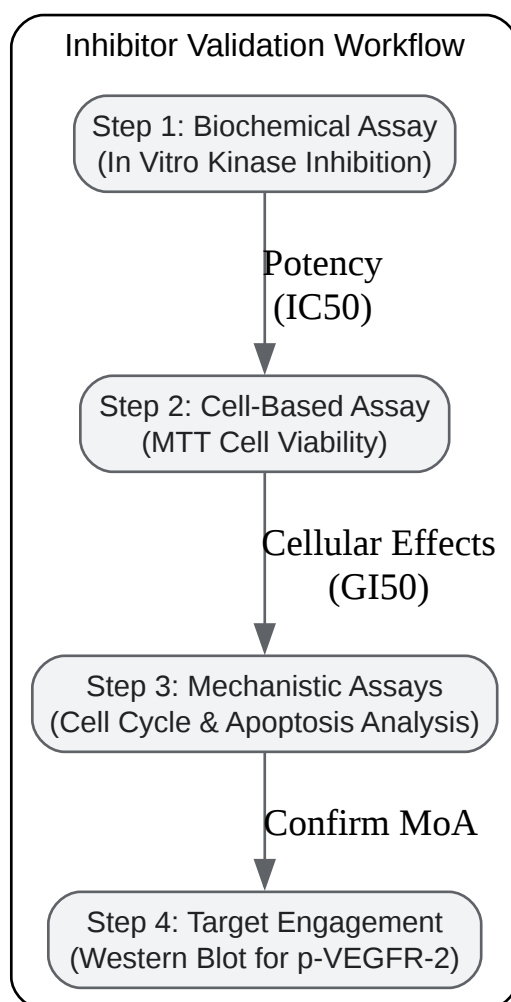 Inhibitor Validation Workflow
Step 1: Biochemical Assay
(In Vitro Kinase Inhibition)
Potency
(IC50)
Step 2: Cell-Based Assay
(MTT Cell Viability)
Cellular Effects
(GI50)
Step 3: Mechanistic Assays
(Cell Cycle & Apoptosis Analysis)
Confirm MoA
Step 4: Target Engagement
(Western Blot for p-VEGFR-2)